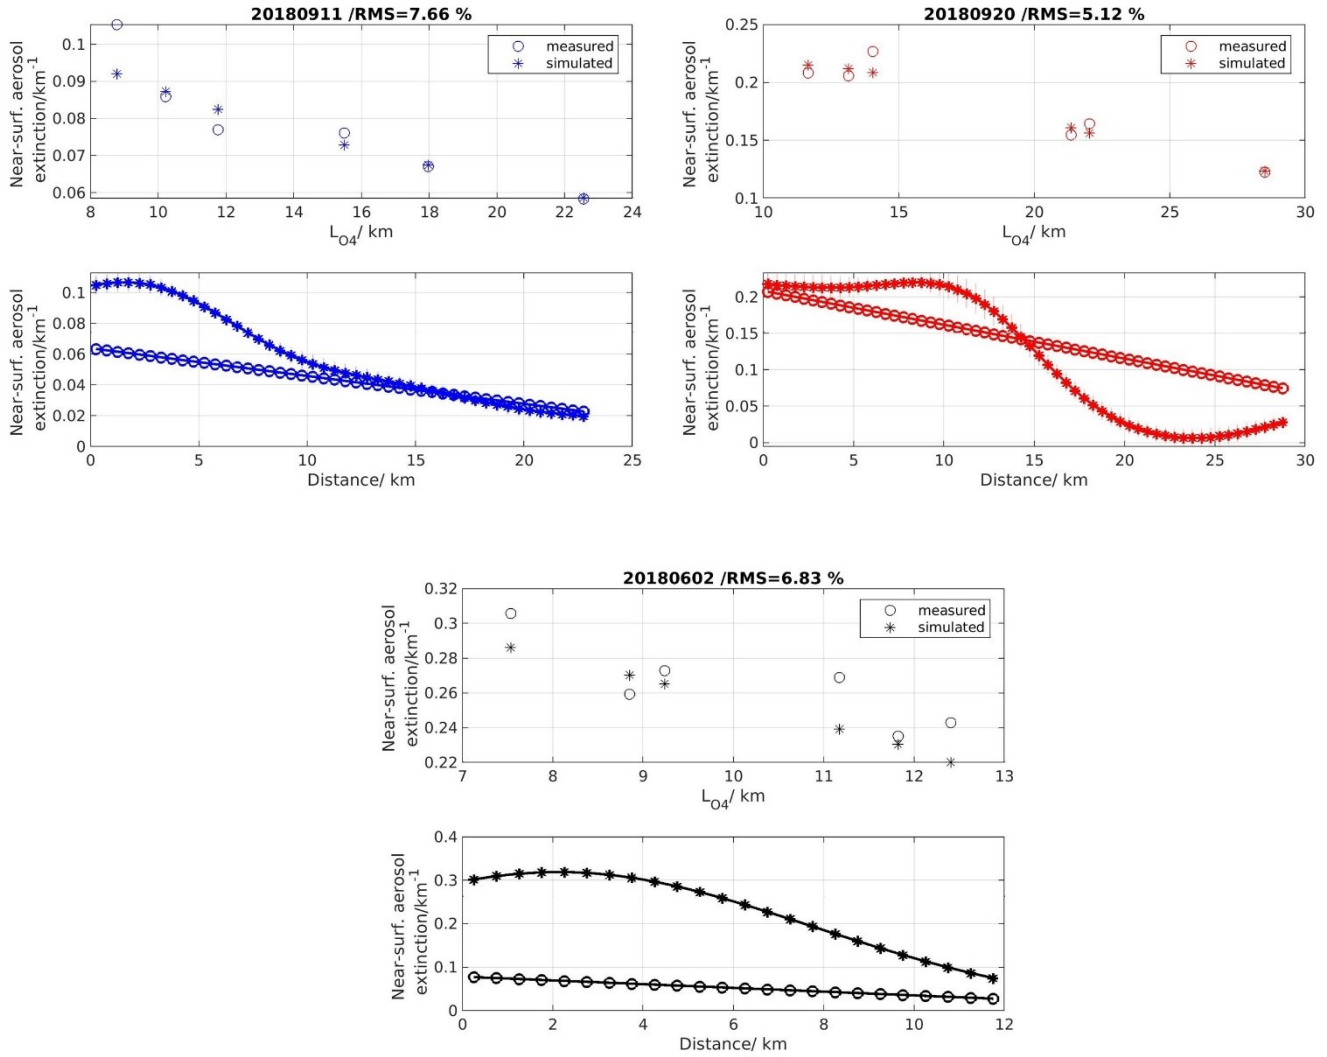 20180911 /RMS=7.66 %
Near-surf. aerosol
extinction/km-1
0.1
0.09
0.08
0.07
0.06
measured
simulated
8 10 12 14 16 18 20 22 24
LO4/ km
20180920 /RMS=5.12 %
Near-surf. aerosol
extinction/km-1
0.25
0.2
0.15
0.1
measured
simulated
10 15 20 25 30
LO4/ km
Near-surf. aerosol
extinction/km-1
0.1
0.08
0.06
0.04
0.02
0
0 5 10 15 20 25
Distance/ km
Near-surf. aerosol
extinction/km-1
0.2
0.15
0.1
0.05
0
0 5 10 15 20 25 30
Distance/ km
20180602 /RMS=6.83 %
Near-surf. aerosol
extinction/km-1
0.32
0.3
0.28
0.26
0.24
0.22
measured
simulated
7 8 9 10 11 12 13
LO4/ km
Near-surf. aerosol
extinction/km-1
0.4
0.3
0.2
0.1
0
0 2 4 6 8 10 12
Distance/ km